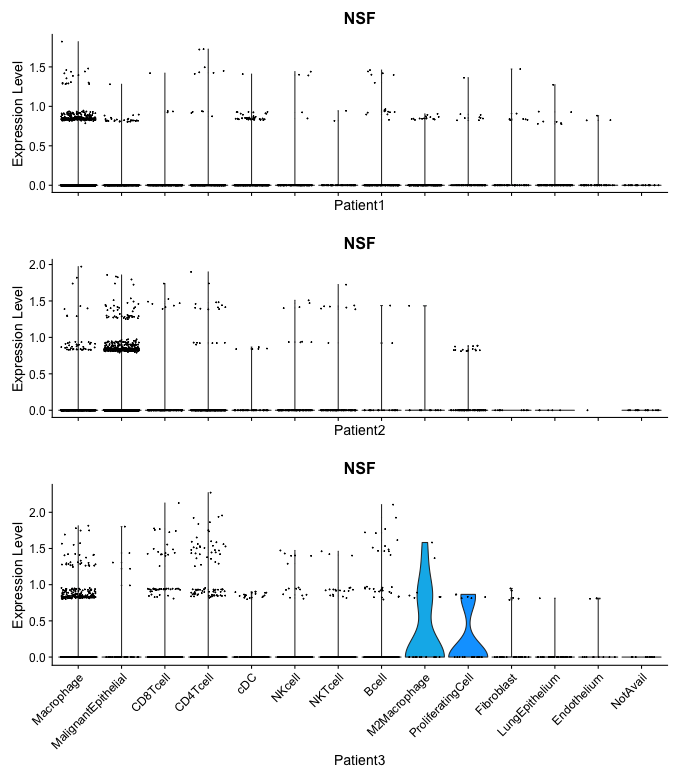 NSF
Expression Level
1.5
1.0
0.5
0.0
Patient1
NSF
Expression Level
2.0
1.5
1.0
0.5
0.0
Patient2
NSF
Expression Level
2.0
1.5
1.0
0.5
0.0
Macrophage
MalignantEpithelial
CD8Tcell
CD4Tcell
cDC
NKcell
NKTcell
Bcell
M2Macrophage
ProliferatingCell
Fibroblast
LungEpithelium
Endothelium
NotAvail
Patient3